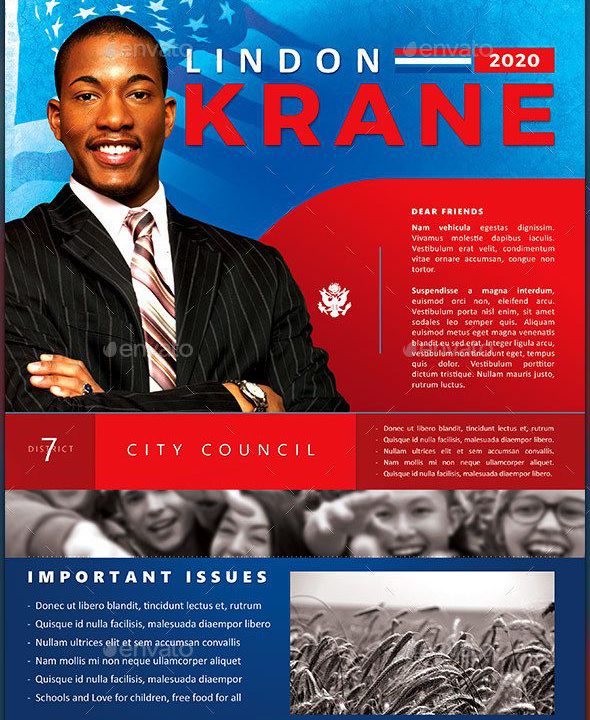 LINDON
2020
KRANE
DEAR FRIENDS
Nam vehicula egestas dignissim.
Vivamus molestie dapibus iaculis.
Vestibulum erat velit, condimentum
vitae ornare accumsan, congue non
tortor.
Suspendisse a magna interdum,
euismod orci non, eleifend arcu.
Vestibulum porta nisl enim, sit amet
sodales leo semper quis. Aliquam
euismod metus eget magna venenatis
blandit eu sed erat. Integer ligula arcu,
vestibulum non tincidunt eget, tempus
quis dolor. Vestibulum porttitor
dictum tristique. Nullam mauris justo,
rutrum luctus.
DISTRICT
7
CITY COUNCIL
- Donec ut libero blandit, tincidunt lectus et, rutrum
- Quisque id nulla facilisis, malesuada diaempor libero.
- Nullam ultrices elit et sem accumsan convallis.
- Nam mollis mi non neque ullamcorper aliquet.
- Quisque id nulla facilisis, malesuada diaempor libero.
IMPORTANT ISSUES
- Donec ut libero blandit, tincidunt lectus et, rutrum
- Quisque id nulla facilisis, malesuada diaempor libero
- Nullam ultrices elit et sem accumsan convallis
- Nam mollis mi non neque ullamcorper aliquet
- Quisque id nulla facilisis, malesuada diaempor
- Schools and Love for children, free food for all
envato
envato
envato
envato
envato
envato